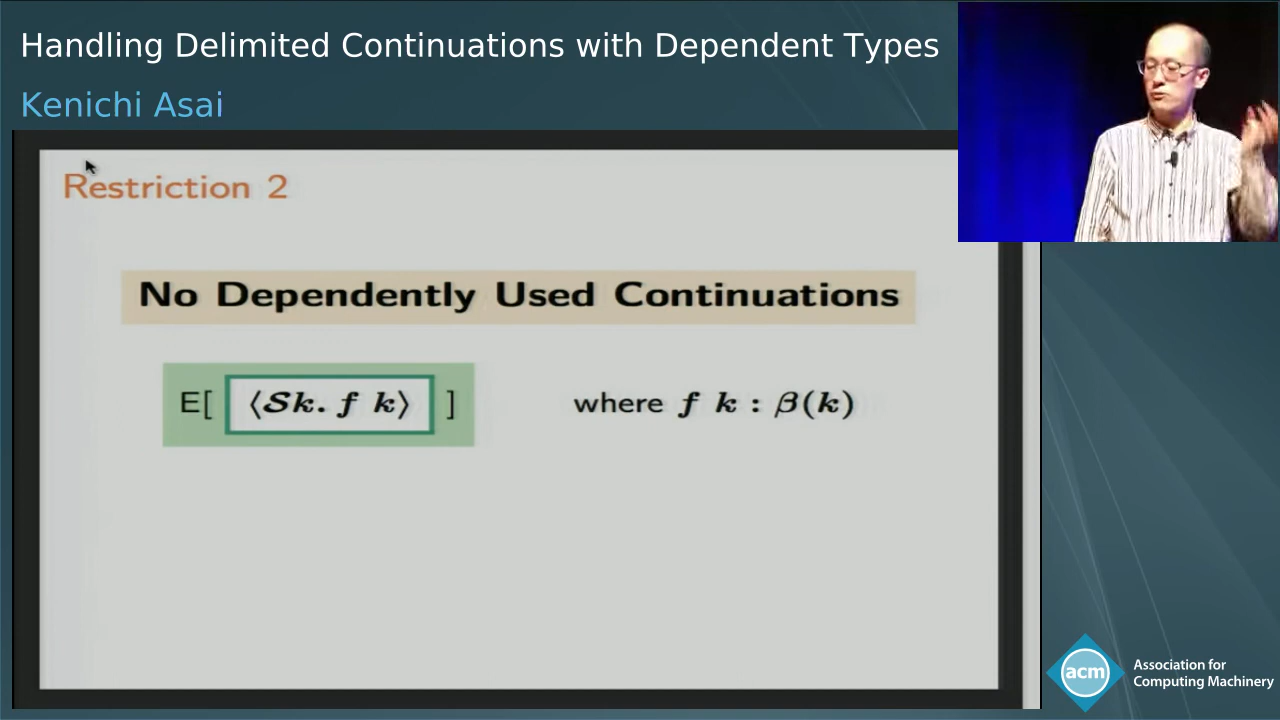 Handling Delimited Continuations with Dependent Types
Kenichi Asai
Restriction 2
No Dependently Used Continuations
E[ ⟨Sk. f k⟩ ] where f k : β(k)
acm Association for
Computing Machinery